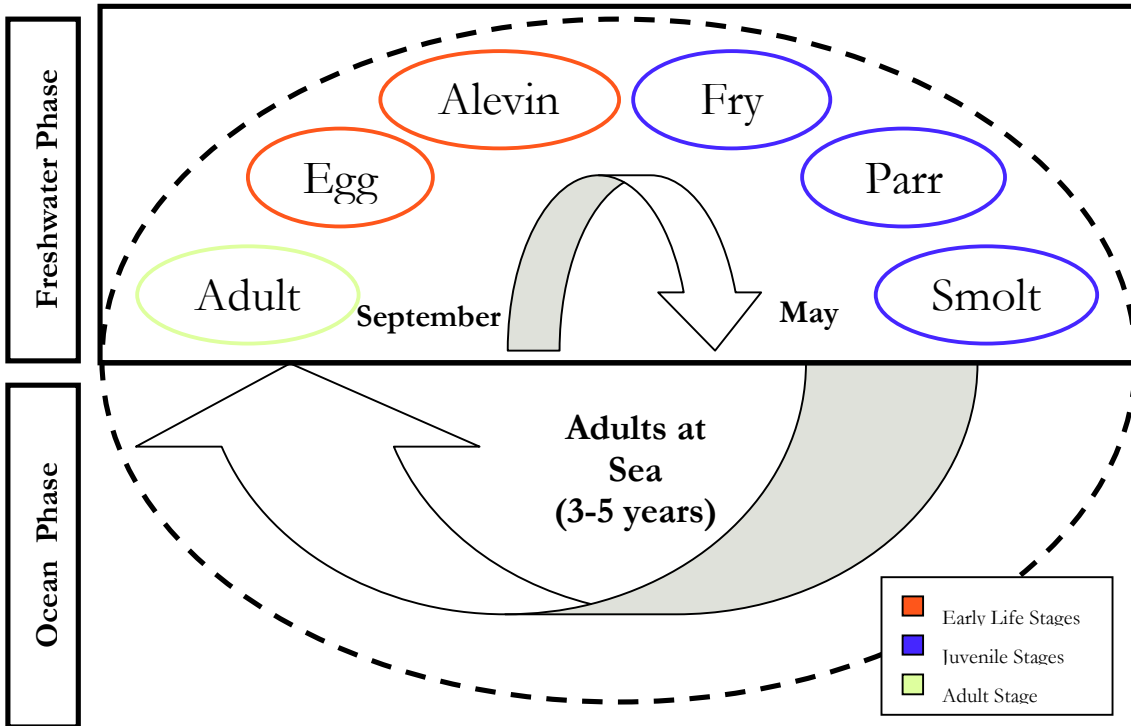 Freshwater Phase
Alevin
Fry
Egg
Parr
Adult
Smolt
September
May
Ocean Phase
Adults at
Sea
(3-5 years)
Early Life Stages
Juvenile Stages
Adult Stage